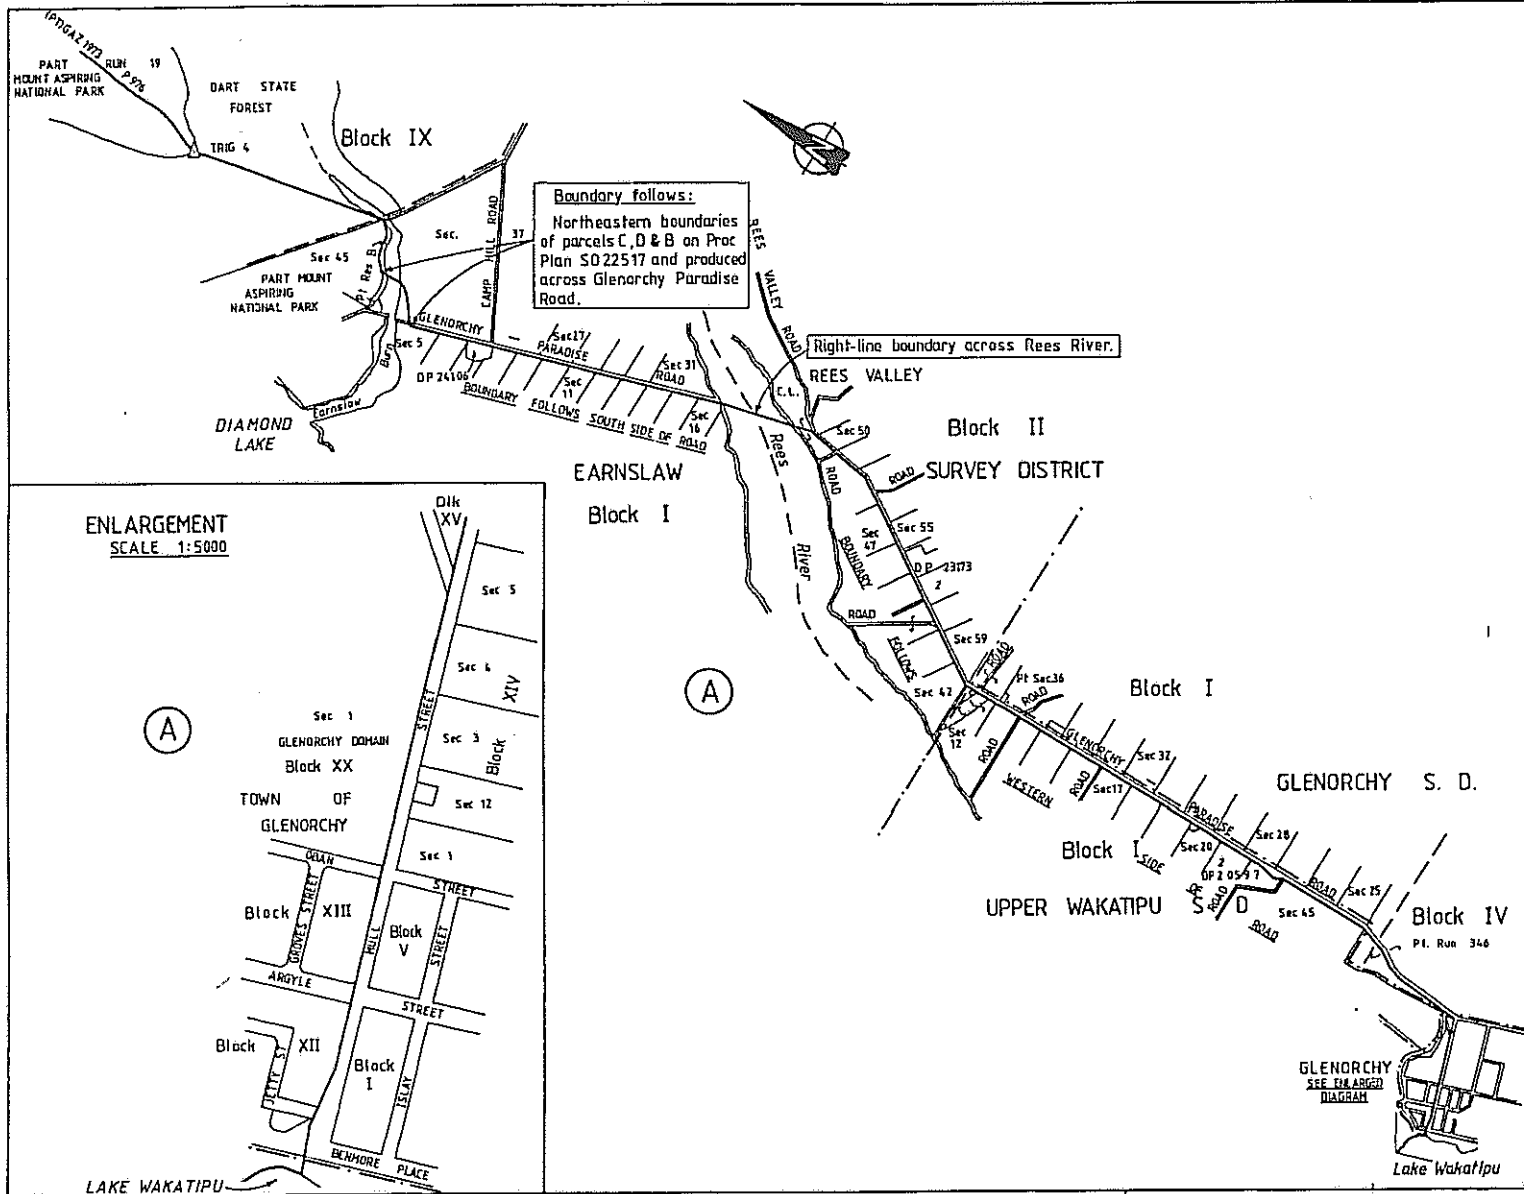 (PT) GAZ 1973
P 976
PART RUN 19
MOUNT ASPIRING
NATIONAL PARK
DART STATE
FOREST
TRIG 4
Block IX
Boundary follows:
Northeastern boundaries
of parcels C, D & B on Proc
Plan SO 22517 and produced
across Glenorchy Paradise
Road.
Sec. 37
CAMP HILL ROAD
Sec 45
Pt Res B
PART MOUNT
ASPIRING
NATIONAL PARK
GLENORCHY PARADISE ROAD
Sec 5
Burn
Earnslaw
DIAMOND
LAKE
DP 24106
Sec 27
Sec 11
Sec 31
Sec 16
BOUNDARY FOLLOWS SOUTH SIDE OF ROAD
REES VALLEY ROAD
Right-line boundary across Rees River.
REES VALLEY
C.L.
Sec 50
Block II
EARNSLAW
SURVEY DISTRICT
Block I
Rees
River
ROAD
ROAD
Sec 55
Sec 47
BOUNDARY
DP 23173
2
ROAD
Sec 59
FOLLOWS
ROAD
Sec 42
Pt Sec 36
ROAD
Block I
Sec 12
ROAD
WESTERN
GLENORCHY
ROAD
Sec 17
Sec 32
GLENORCHY S. D.
PARADISE
Sec 28
Block I
SIDE
Sec 20
2
DP 20597
OF
ROAD
ROAD
Sec 25
UPPER WAKATIPU S D
Sec 45
ROAD
Block IV
Pt. Run 346
GLENORCHY
SEE ENLARGED
DIAGRAM
Lake Wakatipu
A
ENLARGEMENT
SCALE 1:5000
Blk
XV
Sec 5
Sec 4
XIV
STREET
A
Sec 1
GLENORCHY DOMAIN
Block XX
Sec 3
Block
TOWN OF
GLENORCHY
Sec 12
OBAN
Sec 1
STREET
Block XIII
GROVES STREET
HULL
Block
V
STREET
ARGYLE
STREET
Block XII
JETTY ST
Block
I
ISLAY
BENMORE PLACE
LAKE WAKATIPU